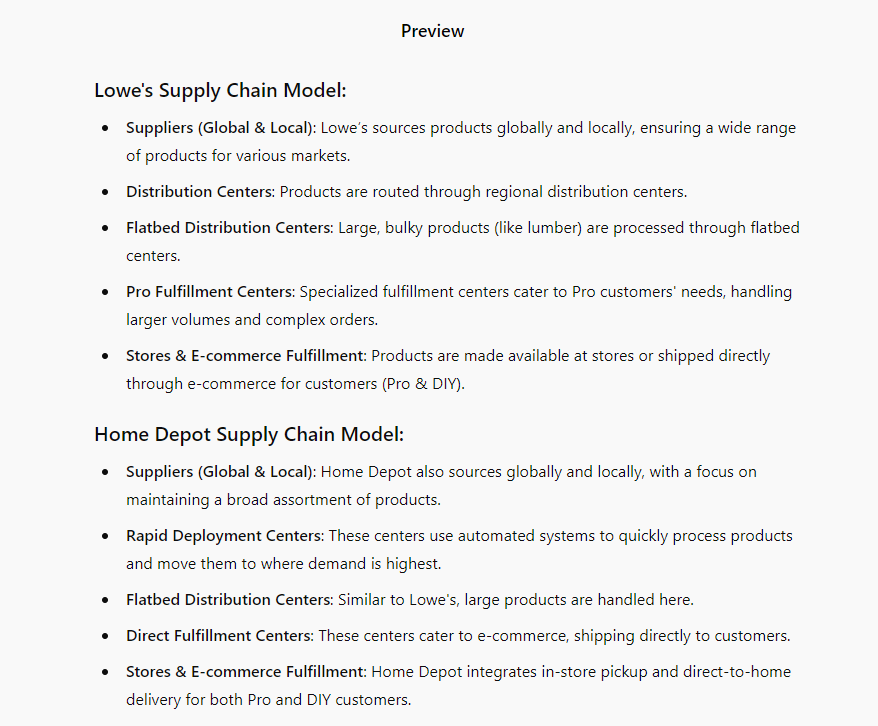 Preview
Lowe's Supply Chain Model:
• Suppliers (Global & Local): Lowe's sources products globally and locally, ensuring a wide range
of products for various markets.
• Distribution Centers: Products are routed through regional distribution centers.
• Flatbed Distribution Centers: Large, bulky products (like lumber) are processed through flatbed
centers.
• Pro Fulfillment Centers: Specialized fulfillment centers cater to Pro customers' needs, handling
larger volumes and complex orders.
• Stores & E-commerce Fulfillment: Products are made available at stores or shipped directly
through e-commerce for customers (Pro & DIY).
Home Depot Supply Chain Model:
• Suppliers (Global & Local): Home Depot also sources globally and locally, with a focus on
maintaining a broad assortment of products.
• Rapid Deployment Centers: These centers use automated systems to quickly process products
and move them to where demand is highest.
• Flatbed Distribution Centers: Similar to Lowe's, large products are handled here.
• Direct Fulfillment Centers: These centers cater to e-commerce, shipping directly to customers.
• Stores & E-commerce Fulfillment: Home Depot integrates in-store pickup and direct-to-home
delivery for both Pro and DIY customers.